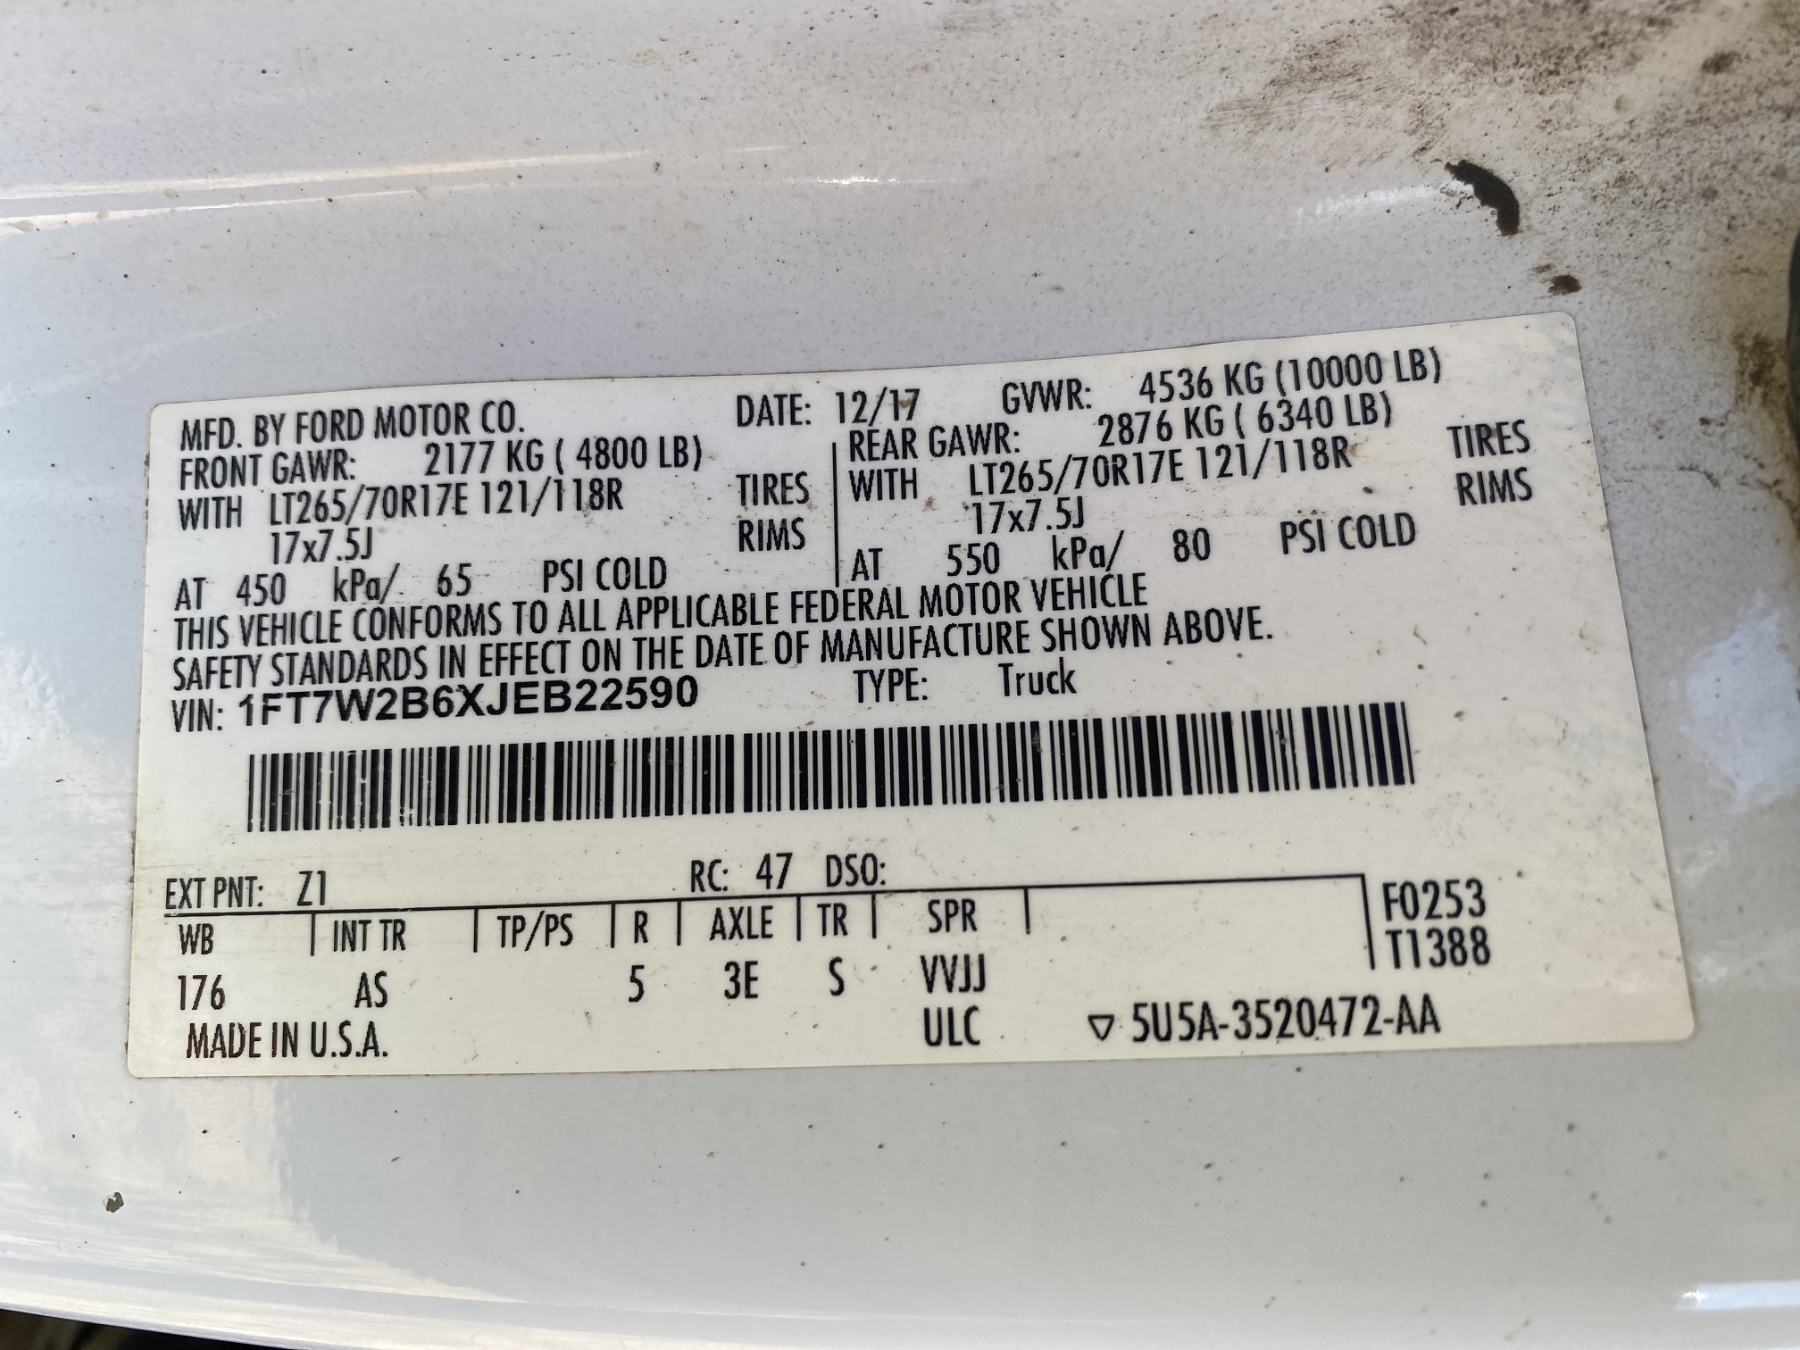 MFD. BY FORD MOTOR CO. DATE: 12/17 GVWR: 4536 KG (10000 LB)
FRONT GAWR: 2177 KG ( 4800 LB) REAR GAWR: 2876 KG ( 6340 LB)
WITH LT265/70R17E 121/118R TIRES WITH LT265/70R17E 121/118R TIRES
17x7.5J RIMS 17x7.5J RIMS
AT 450 kPa/ 65 PSI COLD AT 550 kPa/ 80 PSI COLD
THIS VEHICLE CONFORMS TO ALL APPLICABLE FEDERAL MOTOR VEHICLE
SAFETY STANDARDS IN EFFECT ON THE DATE OF MANUFACTURE SHOWN ABOVE.
VIN: 1FT7W2B6XJEB22590 TYPE: Truck
EXT PNT: Z1 RC: 47 DSO:
WB INT TR TP/PS R AXLE TR SPR F0253
T1388
176 AS 5 3E S VVJJ
MADE IN U.S.A. ULC ▽ 5U5A-3520472-AA